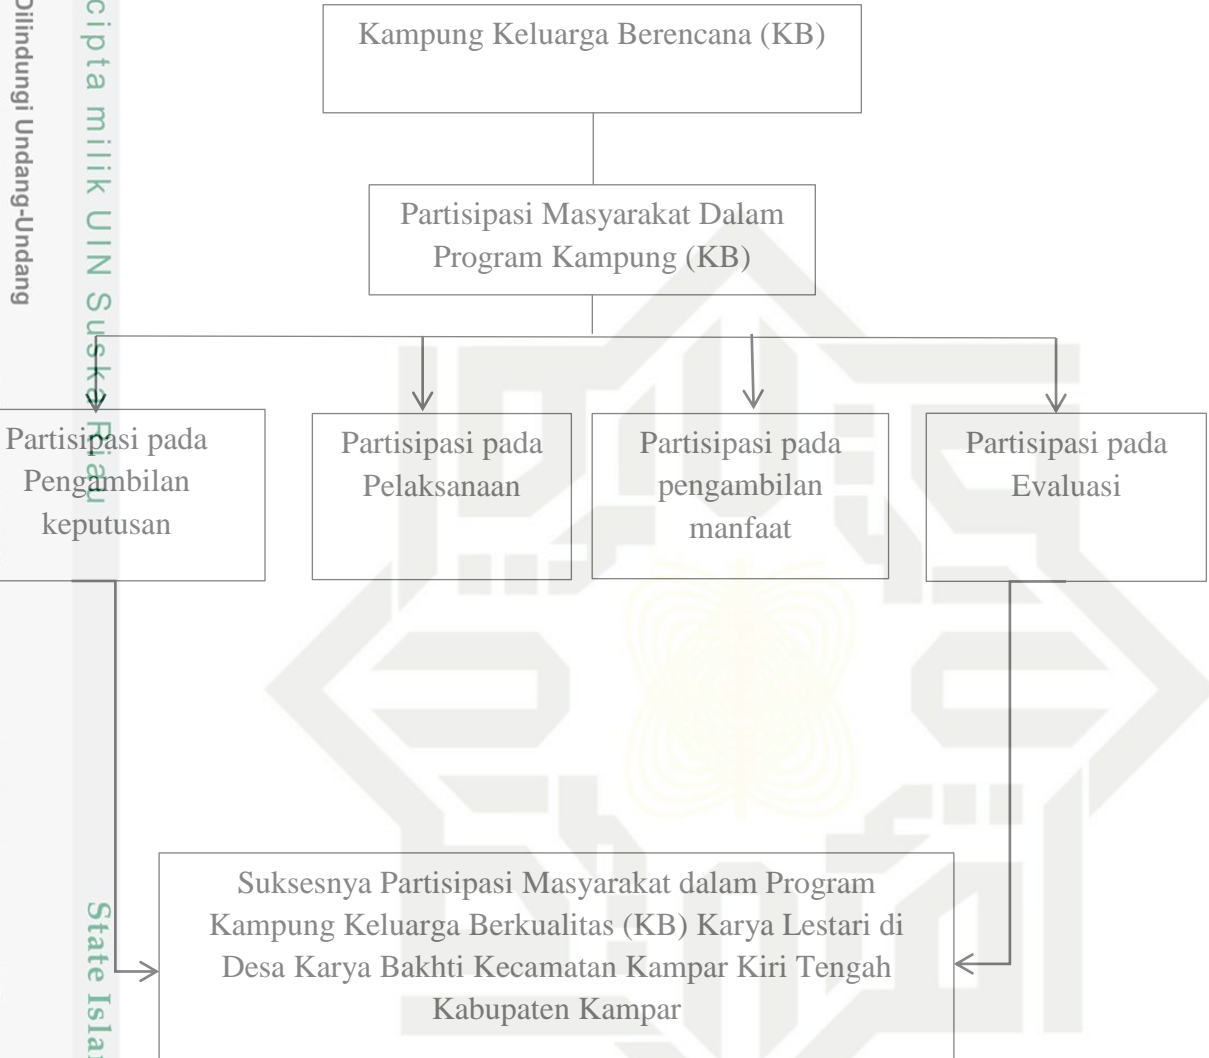 Dilindungi Undang-Undang
cipta milik UIN Suska Riau
State Islam
Kampung Keluarga Berencana (KB)
Partisipasi Masyarakat Dalam
Program Kampung (KB)
Partisipasi pada
Pengambilan
keputusan
Partisipasi pada
Pelaksanaan
Partisipasi pada
pengambilan
manfaat
Partisipasi pada
Evaluasi
Suksesnya Partisipasi Masyarakat dalam Program
Kampung Keluarga Berkualitas (KB) Karya Lestari di
Desa Karya Bakhti Kecamatan Kampar Kiri Tengah
Kabupaten Kampar